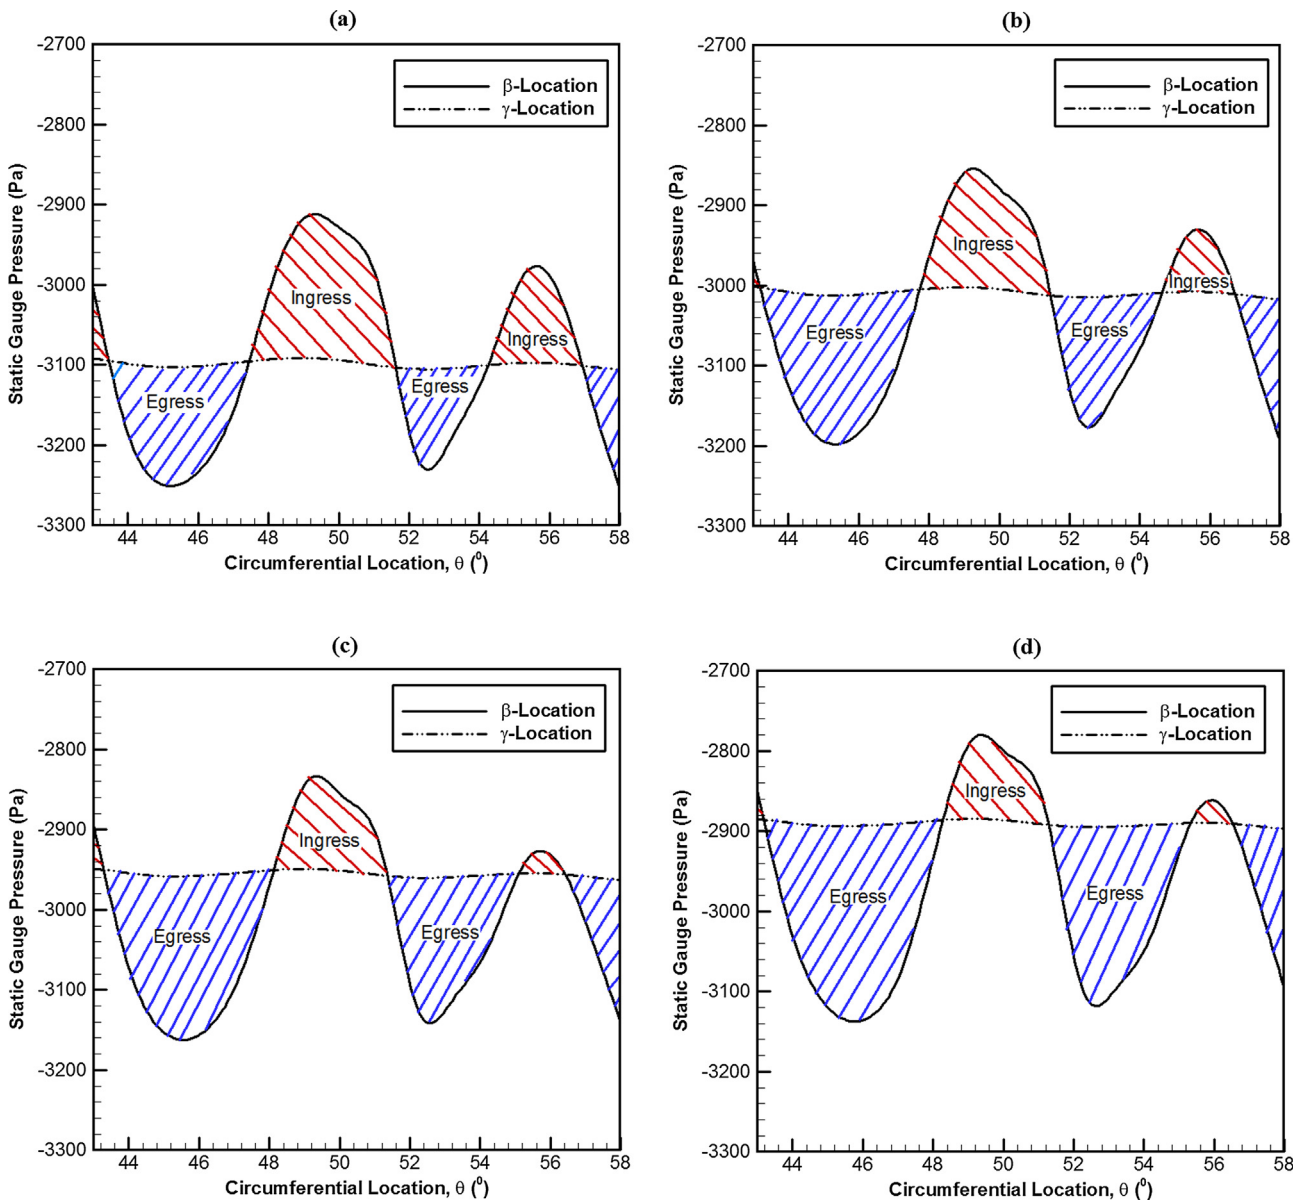 (a)
-2700
-2800
-2900
-3000
-3100
-3200
-3300
Static Gauge Pressure (Pa)
β-Location
γ-Location
Ingress
Ingress
Egress
Egress
44 46 48 50 52 54 56 58
Circumferential Location, θ (⁰)
(b)
-2700
-2800
-2900
-3000
-3100
-3200
-3300
Static Gauge Pressure (Pa)
β-Location
γ-Location
Ingress
Ingress
Egress
Egress
44 46 48 50 52 54 56 58
Circumferential Location, θ (⁰)
(c)
-2700
-2800
-2900
-3000
-3100
-3200
-3300
Static Gauge Pressure (Pa)
β-Location
γ-Location
Ingress
Egress
Egress
44 46 48 50 52 54 56 58
Circumferential Location, θ (⁰)
(d)
-2700
-2800
-2900
-3000
-3100
-3200
-3300
Static Gauge Pressure (Pa)
β-Location
γ-Location
Ingress
Egress
Egress
44 46 48 50 52 54 56 58
Circumferential Location, θ (⁰)